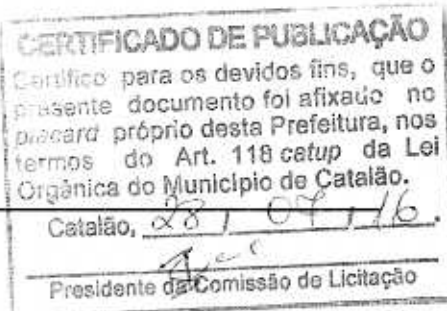 CERTIFICADO DE PUBLICAÇÃO
Certifico para os devidos fins, que o
presente documento foi afixado no
placard próprio desta Prefeitura, nos
termos do Art. 118 catup da Lei
Orgânica do Municipio de Catalão.
Catalão, 28 / 07 / 16.
Presidente da Comissão de Licitação